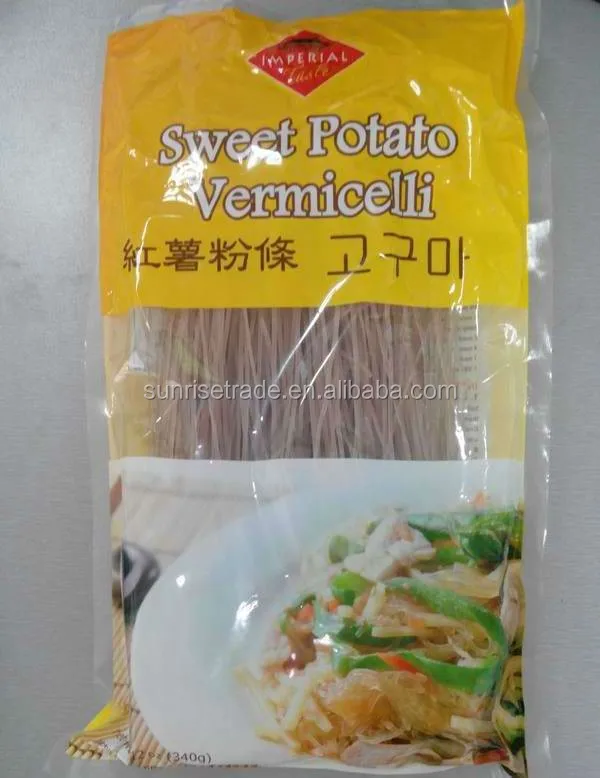 IMPERIAL
Taste
Sweet Potato
Vermicelli
紅薯粉條 고구마
sunrisetrade.en.alibaba.com
(340g)